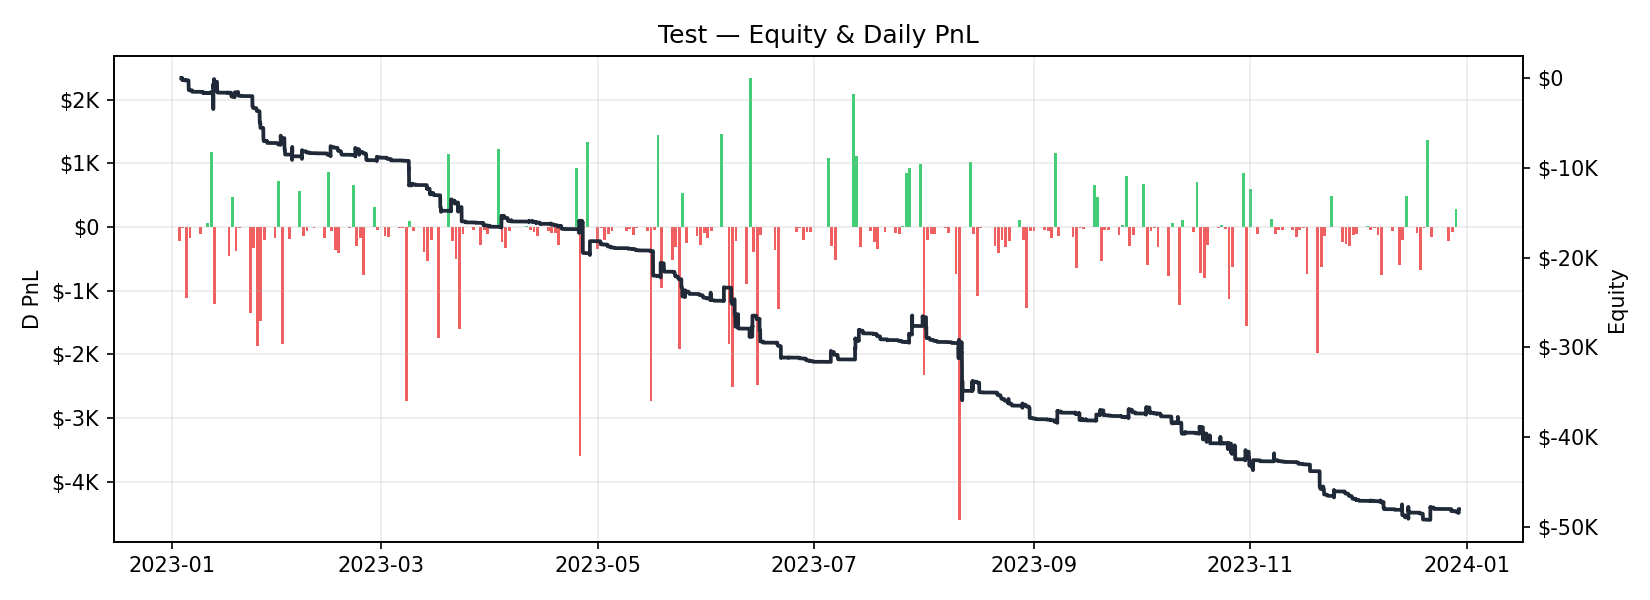 Test — Equity & Daily PnL
D PnL
$2K
$1K
$0
$-1K
$-2K
$-3K
$-4K
$0
$-10K
$-20K
$-30K
$-40K
$-50K
Equity
2023-01
2023-03
2023-05
2023-07
2023-09
2023-11
2024-01